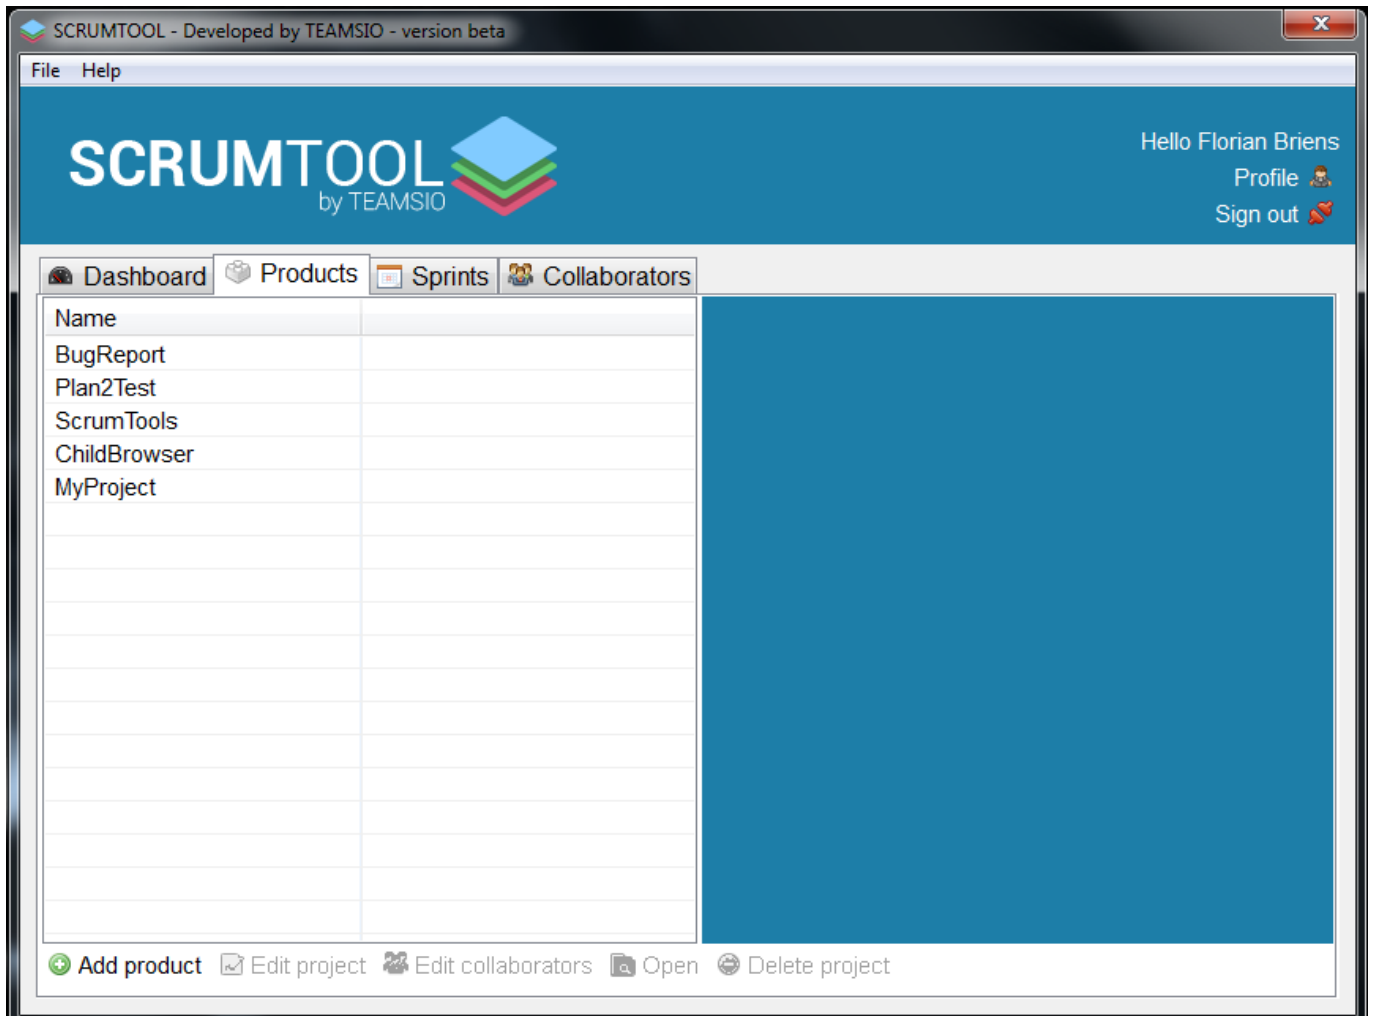 SCRUMTOOL - Developed by TEAMSIO - version beta
x
File Help
SCRUMTOOL
by TEAMSIO
Hello Florian Briens
Profile
Sign out
Dashboard Products Sprints Collaborators
Name
BugReport
Plan2Test
ScrumTools
ChildBrowser
MyProject
Add product Edit project Edit collaborators Open Delete project